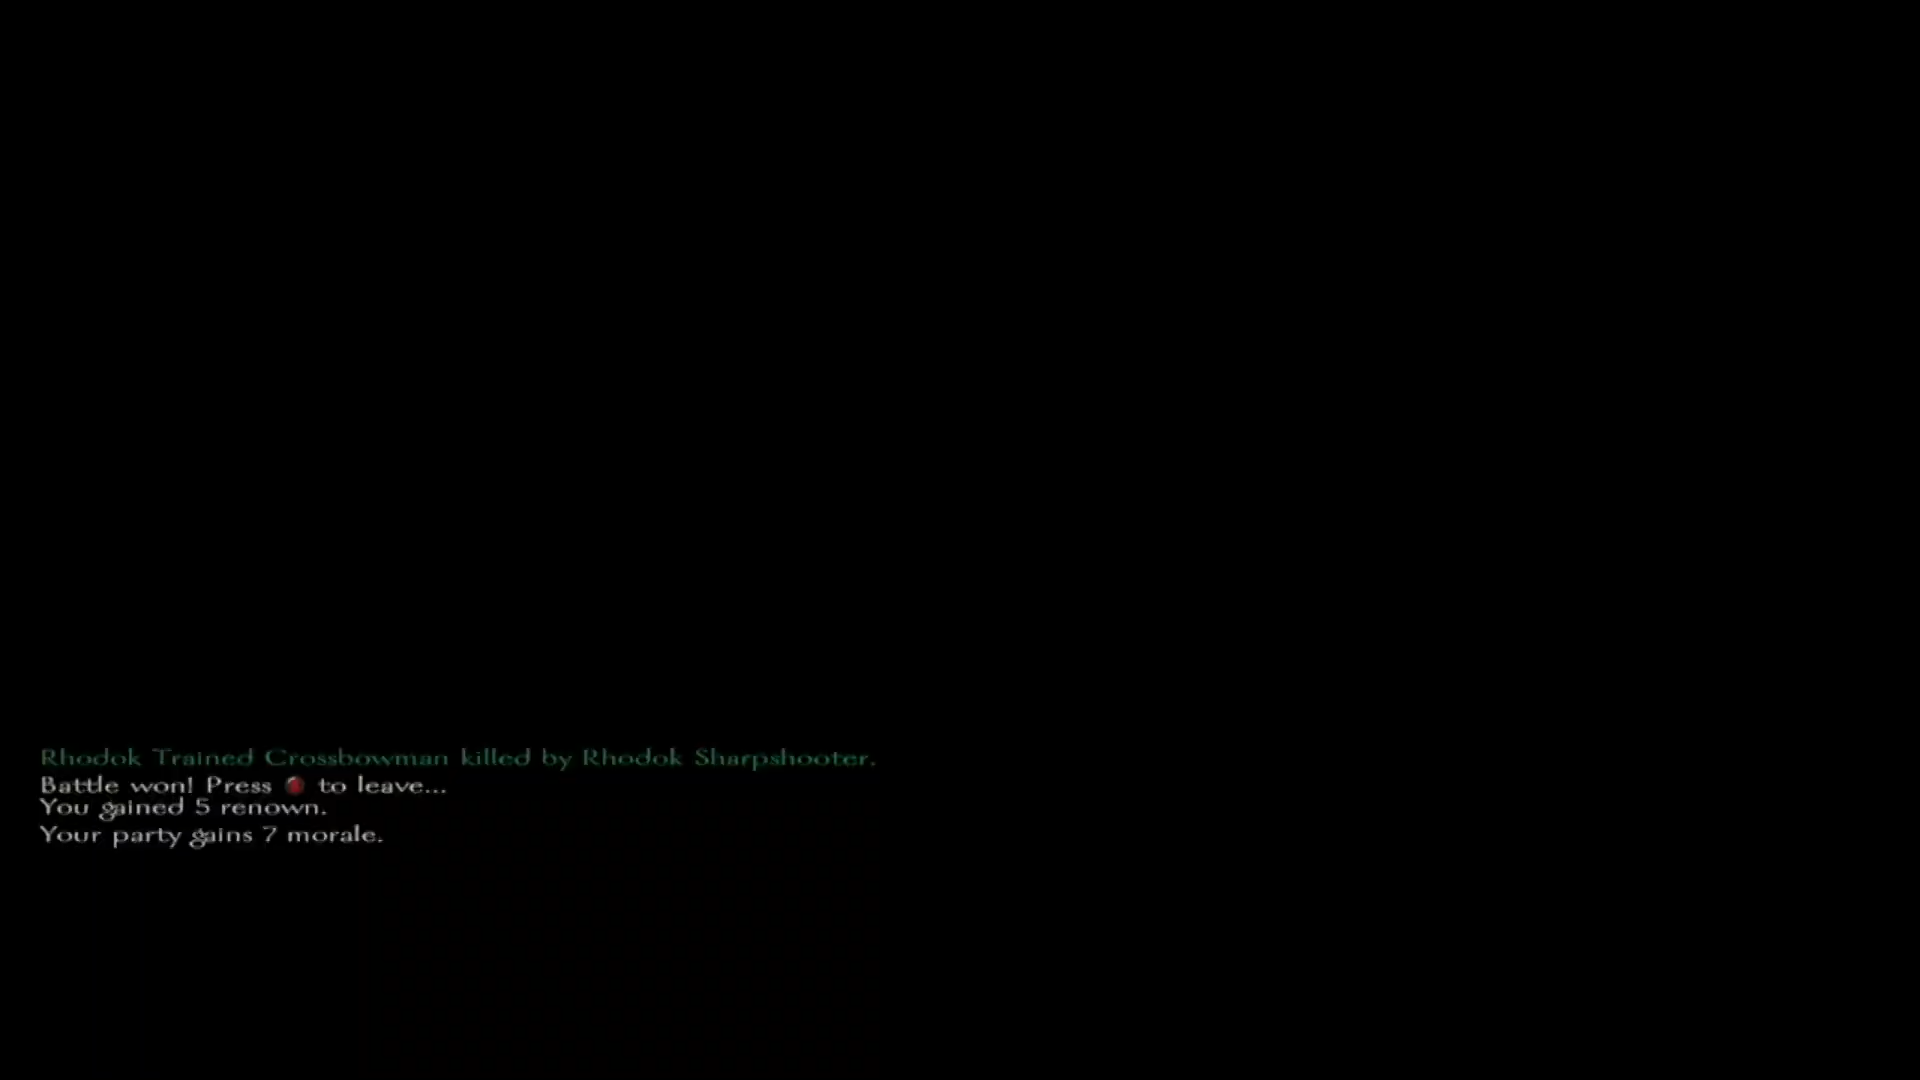 Rhodok Trained Crossbowman killed by Rhodok Sharpshooter.
Battle won! Press to leave...
You gained 5 renown.
Your party gains 7 morale.